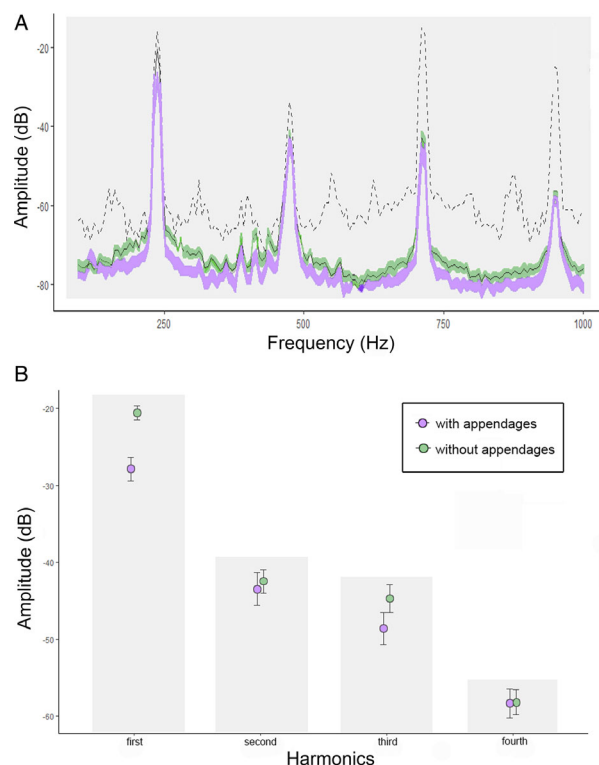 A
Amplitude (dB)
-20
-40
-60
-80
250
500
750
1000
Frequency (Hz)
B
Amplitude (dB)
-20
-30
-40
-50
-60
with appendages
without appendages
first
second
third
fourth
Harmonics